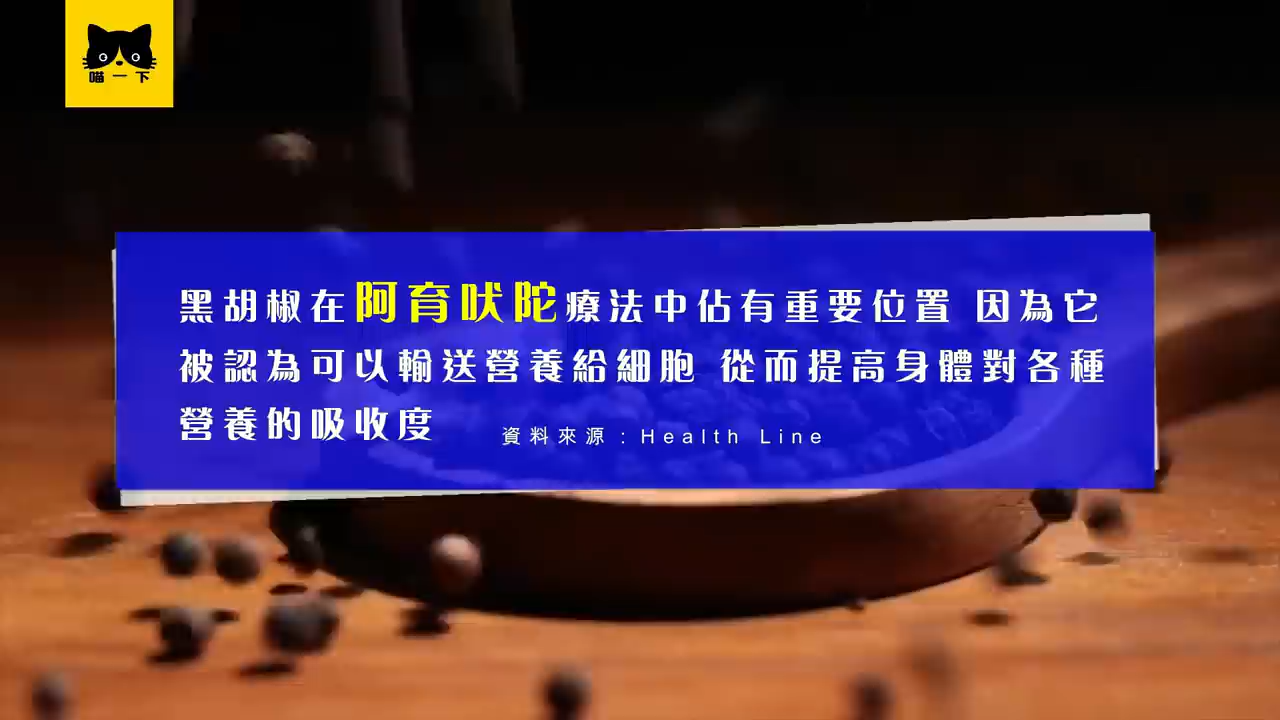 喵一下
黑胡椒在阿育吠陀療法中佔有重要位置 因為它
被認為可以輸送營養給細胞 從而提高身體對各種
營養的吸收度
資料來源：Health Line